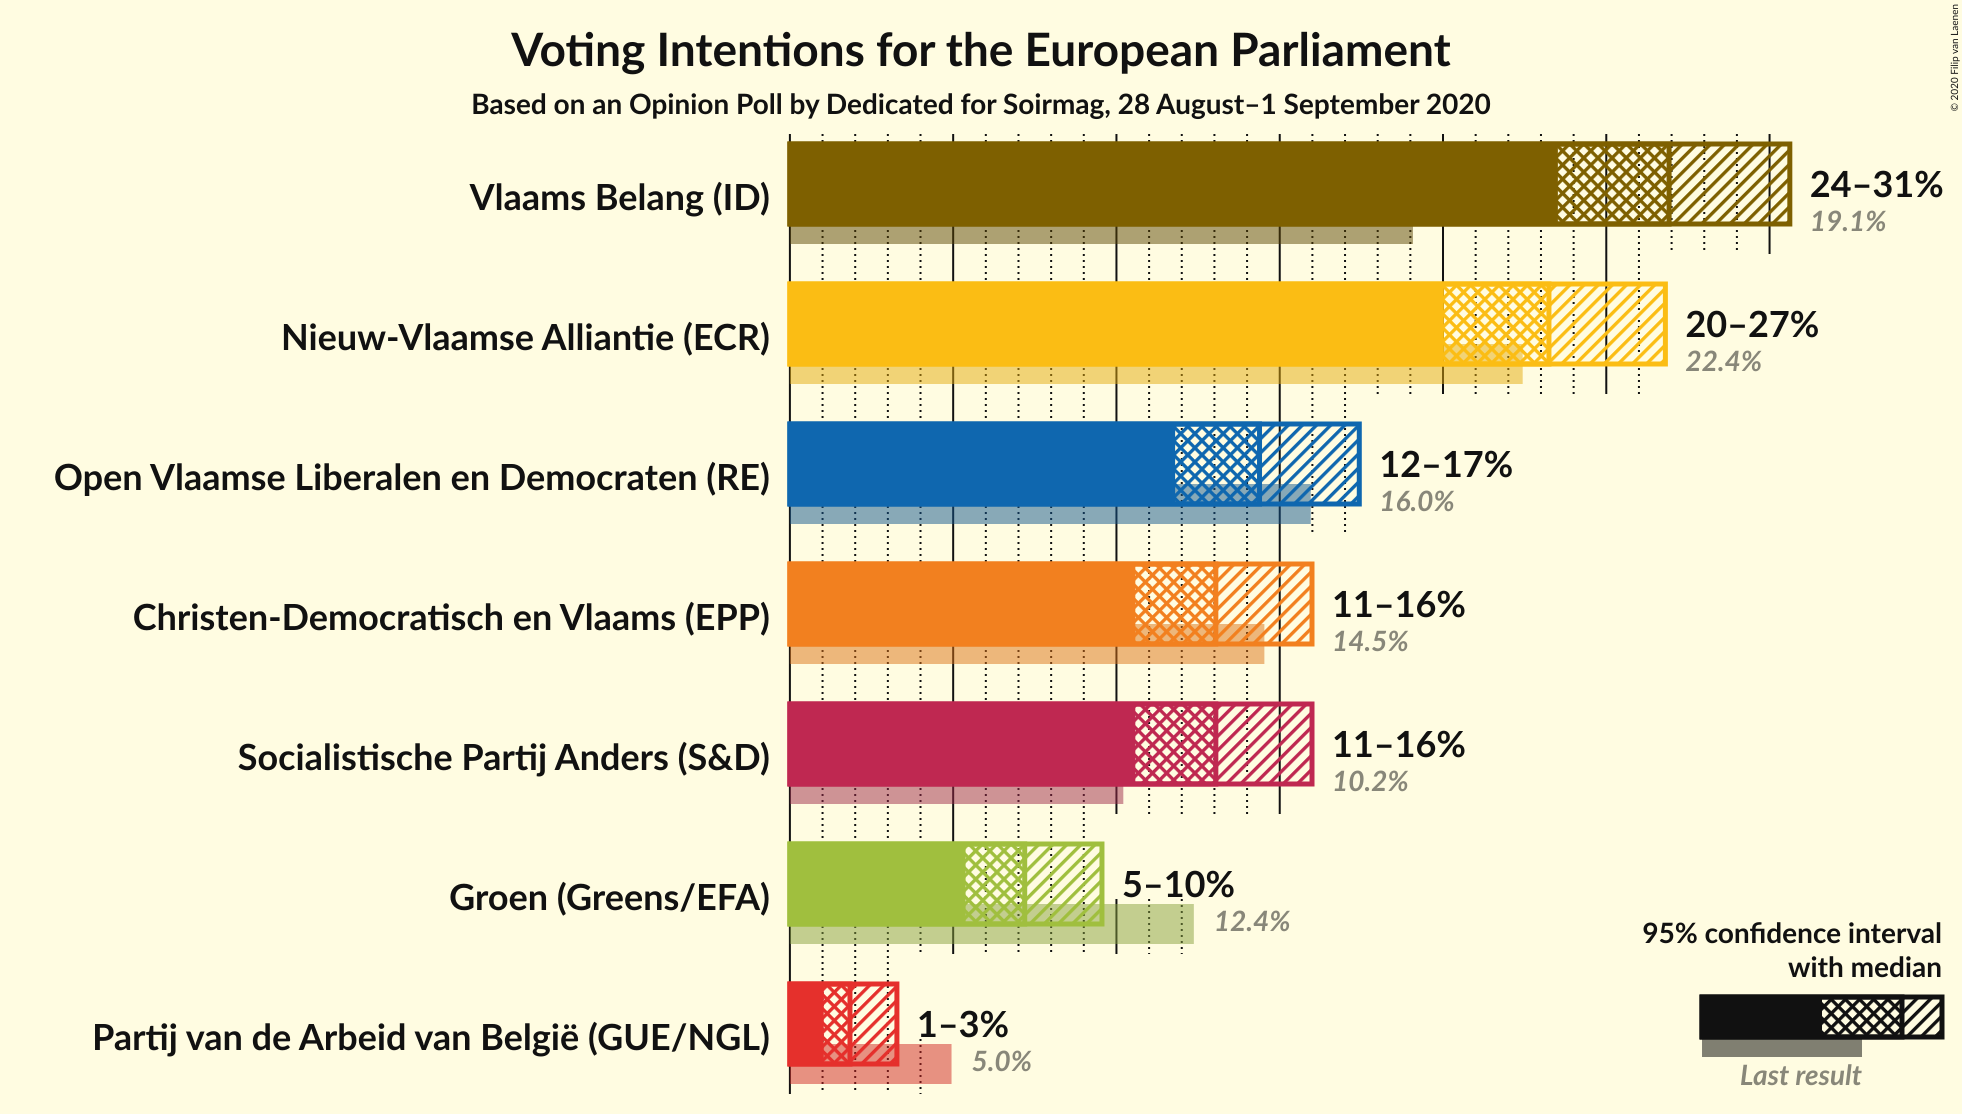 Voting Intentions for the European Parliament
Based on an Opinion Poll by Dedicated for Soirmag, 28 August–1 September 2020
© 2020 Filip van Laenen
Vlaams Belang (ID)
24–31%
19.1%
Nieuw-Vlaamse Alliantie (ECR)
20–27%
22.4%
Open Vlaamse Liberalen en Democraten (RE)
12–17%
16.0%
Christen-Democratisch en Vlaams (EPP)
11–16%
14.5%
Socialistische Partij Anders (S&D)
11–16%
10.2%
Groen (Greens/EFA)
5–10%
12.4%
Partij van de Arbeid van België (GUE/NGL)
1–3%
5.0%
95% confidence interval
with median
Last result